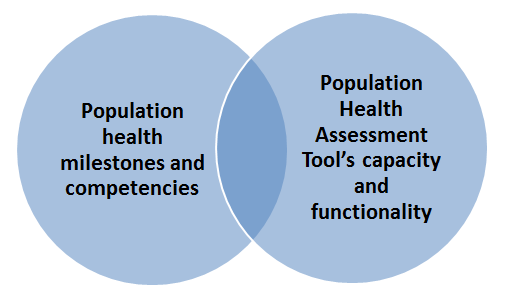 Population
health
milestones and
competencies
Population
Health
Assessment
Tool's capacity
and
functionality